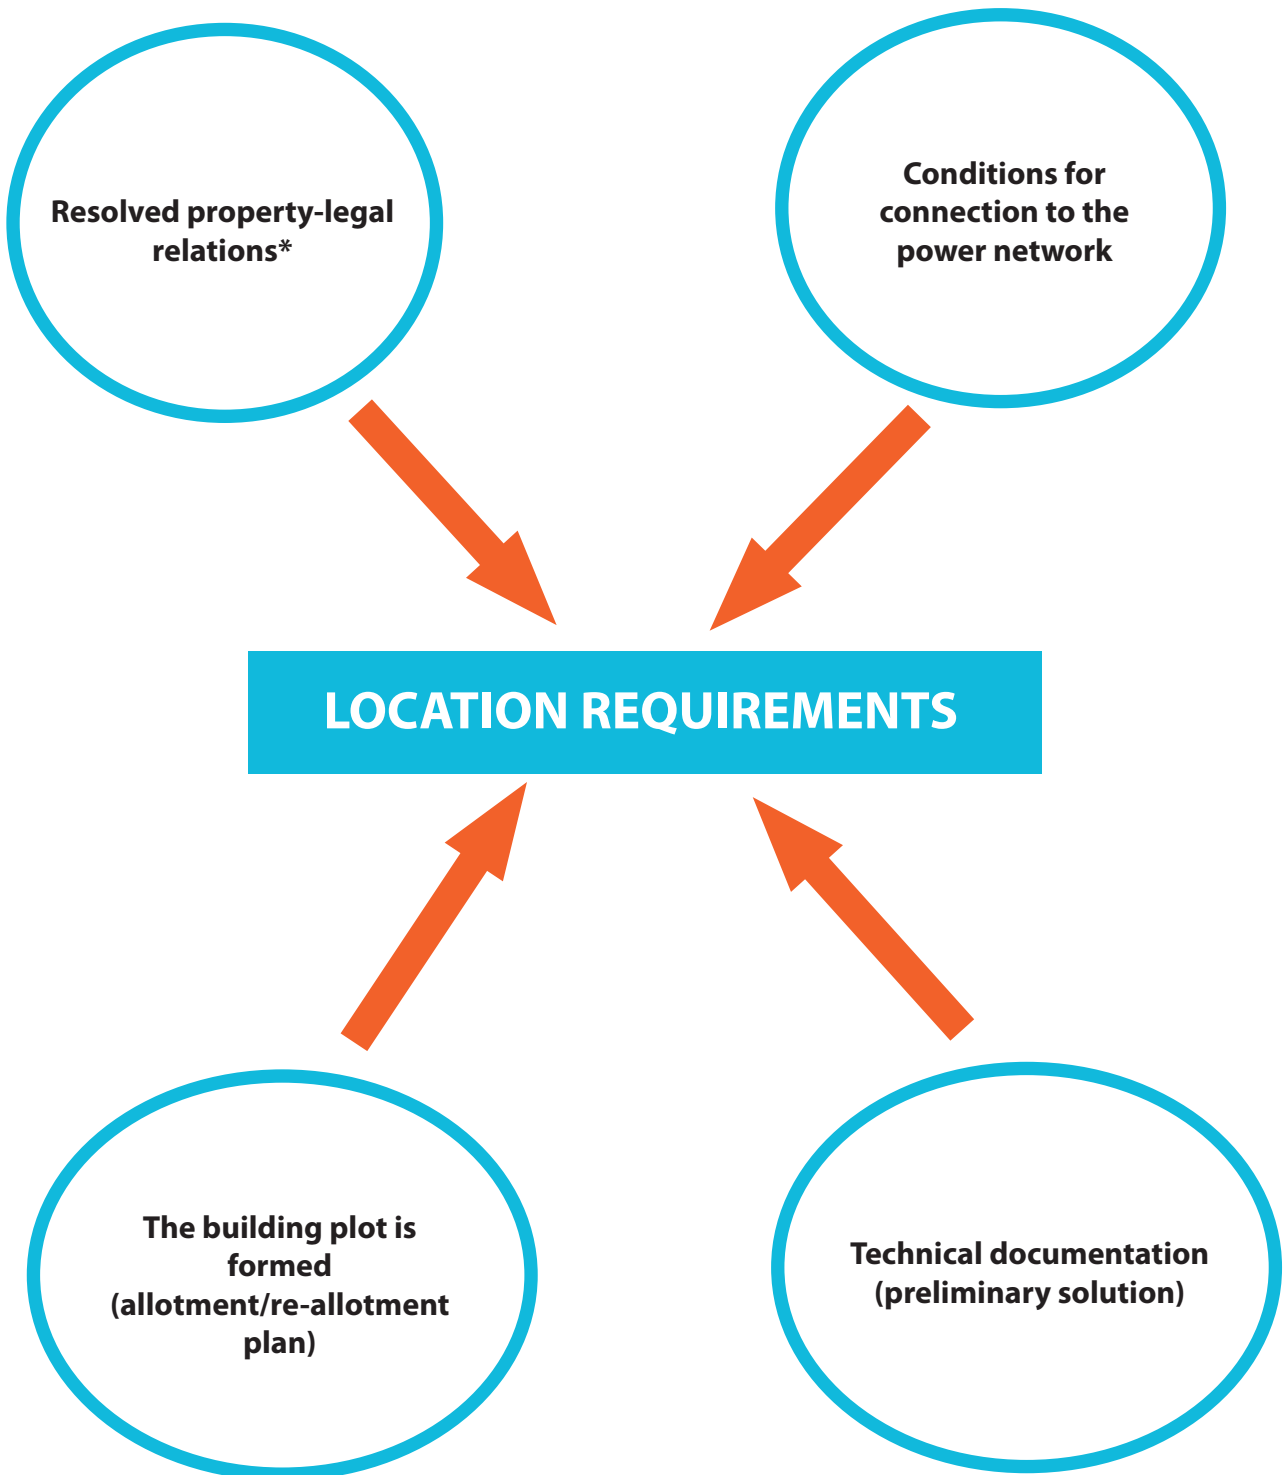 Resolved property-legal
relations*
Conditions for
connection to the
power network
LOCATION REQUIREMENTS
The building plot is
formed
(allotment/re-allotment
plan)
Technical documentation
(preliminary solution)